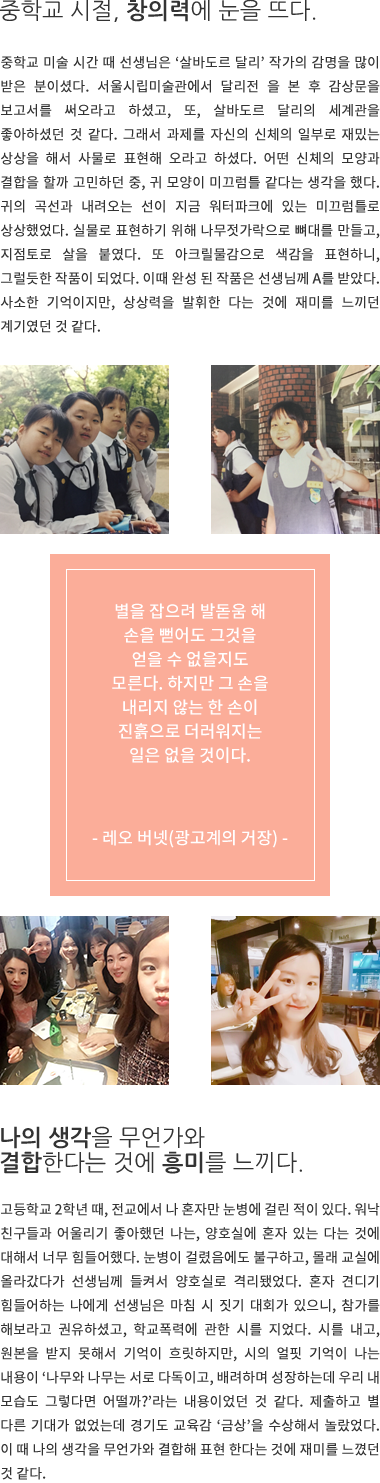 중학교 시절, 창의력에 눈을 뜨다.
중학교 미술 시간 때 선생님은 ‘살바도르 달리’ 작가의 감명을 많이
받은 분이셨다. 서울시립미술관에서 달리전 을 본 후 감상문을
보고서를 써오라고 하셨고, 또, 살바도르 달리의 세계관을
좋아하셨던 것 같다. 그래서 과제를 자신의 신체의 일부로 재밌는
상상을 해서 사물로 표현해 오라고 하셨다. 어떤 신체의 모양과
결합을 할까 고민하던 중, 귀 모양이 미끄럼틀 같다는 생각을 했다.
귀의 곡선과 내려오는 선이 지금 워터파크에 있는 미끄럼틀로
상상했었다. 실물로 표현하기 위해 나무젓가락으로 뼈대를 만들고,
지점토로 살을 붙였다. 또 아크릴물감으로 색감을 표현하니,
그럴듯한 작품이 되었다. 이때 완성 된 작품은 선생님께 A를 받았다.
사소한 기억이지만, 상상력을 발휘한 다는 것에 재미를 느끼던
계기였던 것 같다.
별을 잡으려 발돋움 해
손을 뻗어도 그것을
얻을 수 없을지도
모른다. 하지만 그 손을
내리지 않는 한 손이
진흙으로 더러워지는
일은 없을 것이다.
- 레오 버넷(광고계의 거장) -
나의 생각을 무언가와
결합한다는 것에 흥미를 느끼다.
고등학교 2학년 때, 전교에서 나 혼자만 눈병에 걸린 적이 있다. 워낙
친구들과 어울리기 좋아했던 나는, 양호실에 혼자 있는 다는 것에
대해서 너무 힘들어했다. 눈병이 걸렸음에도 불구하고, 몰래 교실에
올라갔다가 선생님께 들켜서 양호실로 격리됐었다. 혼자 견디기
힘들어하는 나에게 선생님은 마침 시 짓기 대회가 있으니, 참가를
해보라고 권유하셨고, 학교폭력에 관한 시를 지었다. 시를 내고,
원본을 받지 못해서 기억이 흐릿하지만, 시의 얼핏 기억이 나는
내용이 ‘나무와 나무는 서로 다독이고, 배려하며 성장하는데 우리 내
모습도 그렇다면 어떨까?’라는 내용이었던 것 같다. 제출하고 별
다른 기대가 없었는데 경기도 교육감 ‘금상’을 수상해서 놀랐었다.
이 때 나의 생각을 무언가와 결합해 표현 한다는 것에 재미를 느꼈던
것 같다.